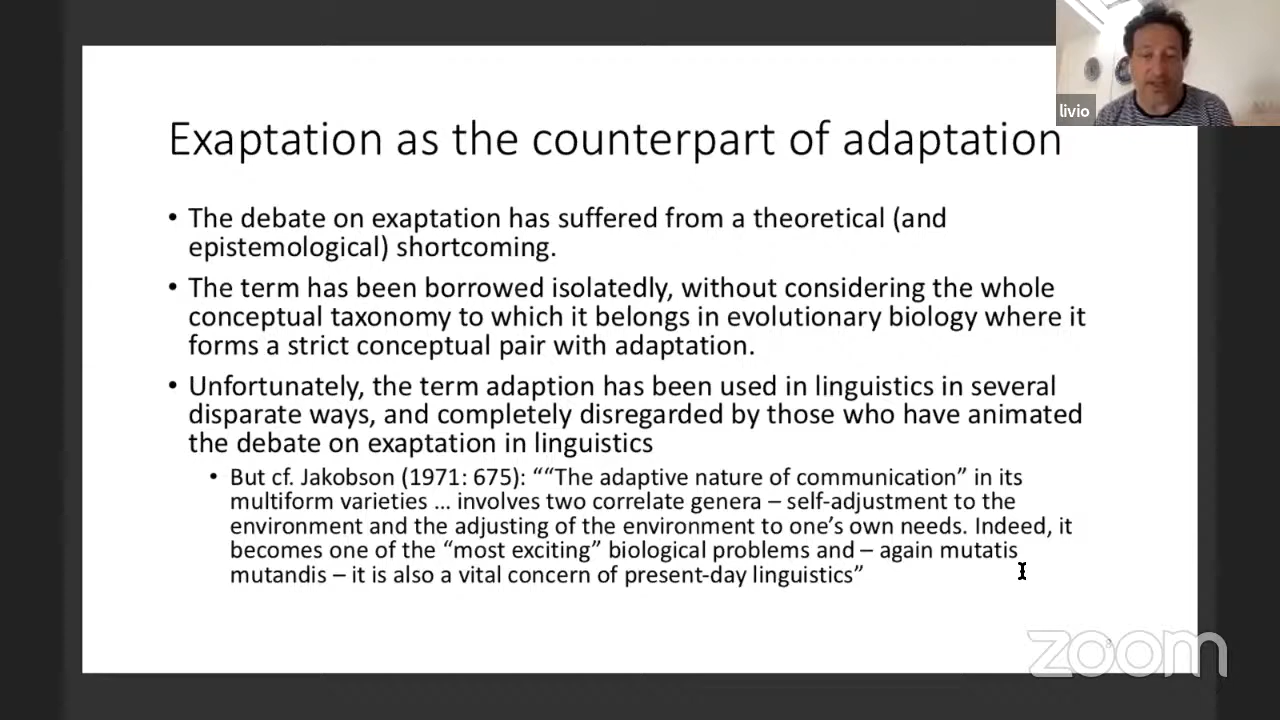 livio
Exaptation as the counterpart of adaptation
• The debate on exaptation has suffered from a theoretical (and
epistemological) shortcoming.
• The term has been borrowed isolatedly, without considering the whole
conceptual taxonomy to which it belongs in evolutionary biology where it
forms a strict conceptual pair with adaptation.
• Unfortunately, the term adaption has been used in linguistics in several
disparate ways, and completely disregarded by those who have animated
the debate on exaptation in linguistics
• But cf. Jakobson (1971: 675): ““The adaptive nature of communication” in its
multiform varieties … involves two correlate genera – self-adjustment to the
environment and the adjusting of the environment to one’s own needs. Indeed, it
becomes one of the “most exciting” biological problems and – again mutatis
mutandis – it is also a vital concern of present-day linguistics”
zoom